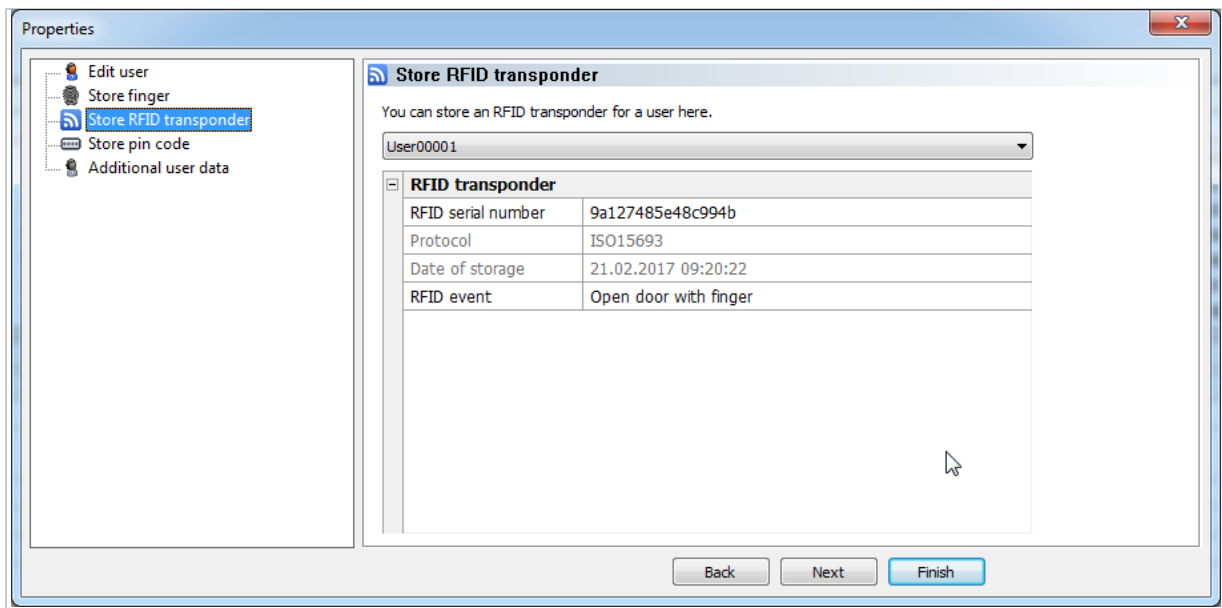 Properties
x
Edit user
Store finger
Store RFID transponder
Store pin code
Additional user data
Store RFID transponder
You can store an RFID transponder for a user here.
User00001
RFID transponder
RFID serial number 9a127485e48c994b
Protocol ISO15693
Date of storage 21.02.2017 09:20:22
RFID event Open door with finger
Back Next Finish